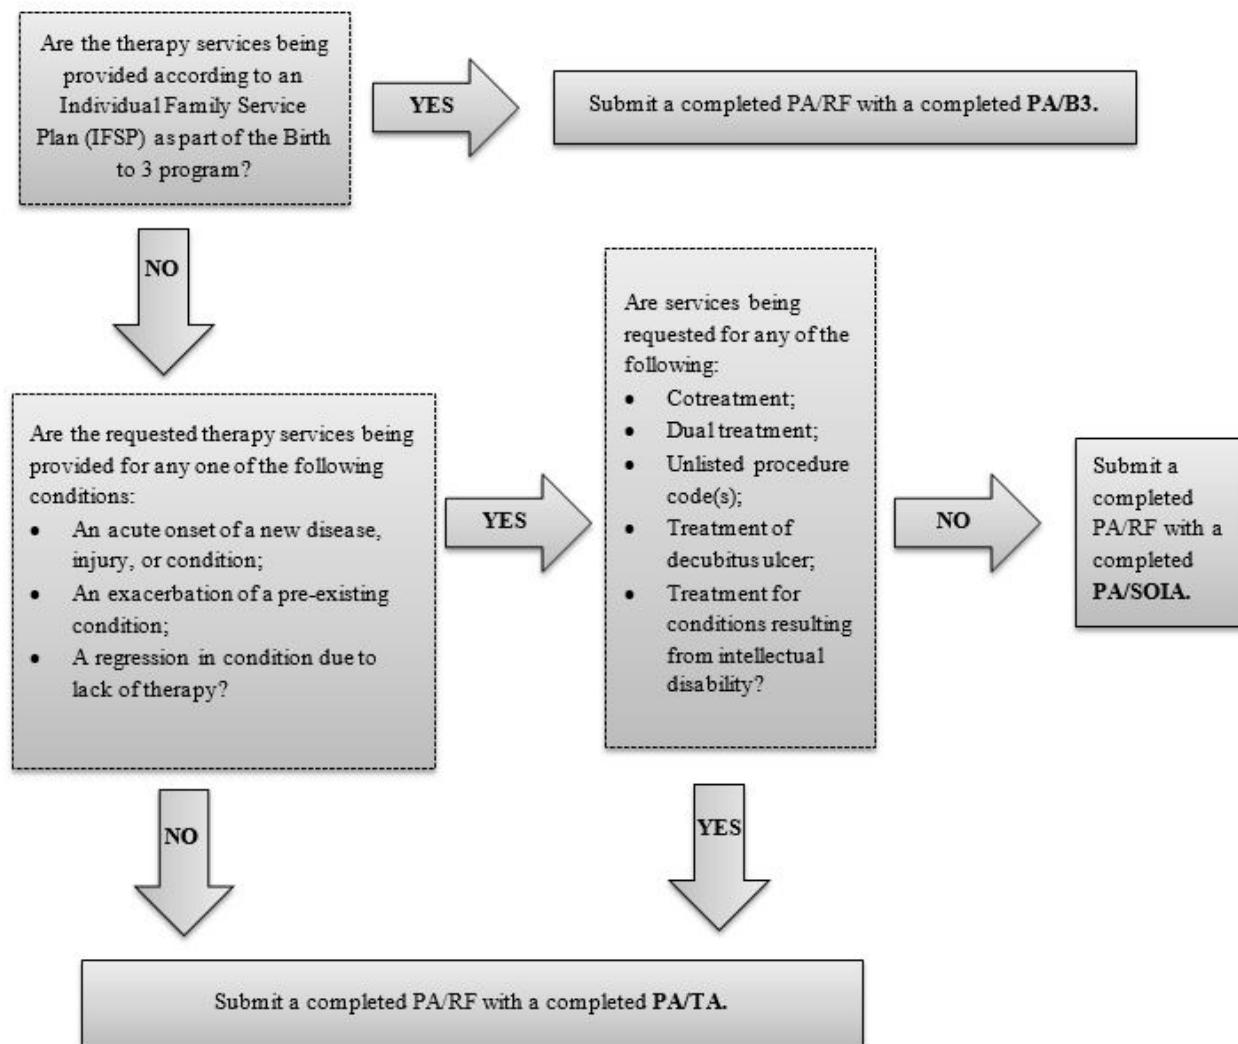 Are the therapy services being
provided according to an
Individual Family Service
Plan (IFSP) as part of the Birth
to 3 program?
YES
Submit a completed PA/RF with a completed PA/B3.
NO
Are the requested therapy services being
provided for any one of the following
conditions:
• An acute onset of a new disease,
injury, or condition;
• An exacerbation of a pre-existing
condition;
• A regression in condition due to
lack of therapy?
YES
Are services being
requested for any of the
following:
• Cotreatment;
• Dual treatment;
• Unlisted procedure
code(s);
• Treatment of
decubitus ulcer;
• Treatment for
conditions resulting
from intellectual
disability?
NO
Submit a
completed
PA/RF with a
completed
PA/SOIA.
NO
YES
Submit a completed PA/RF with a completed PA/TA.